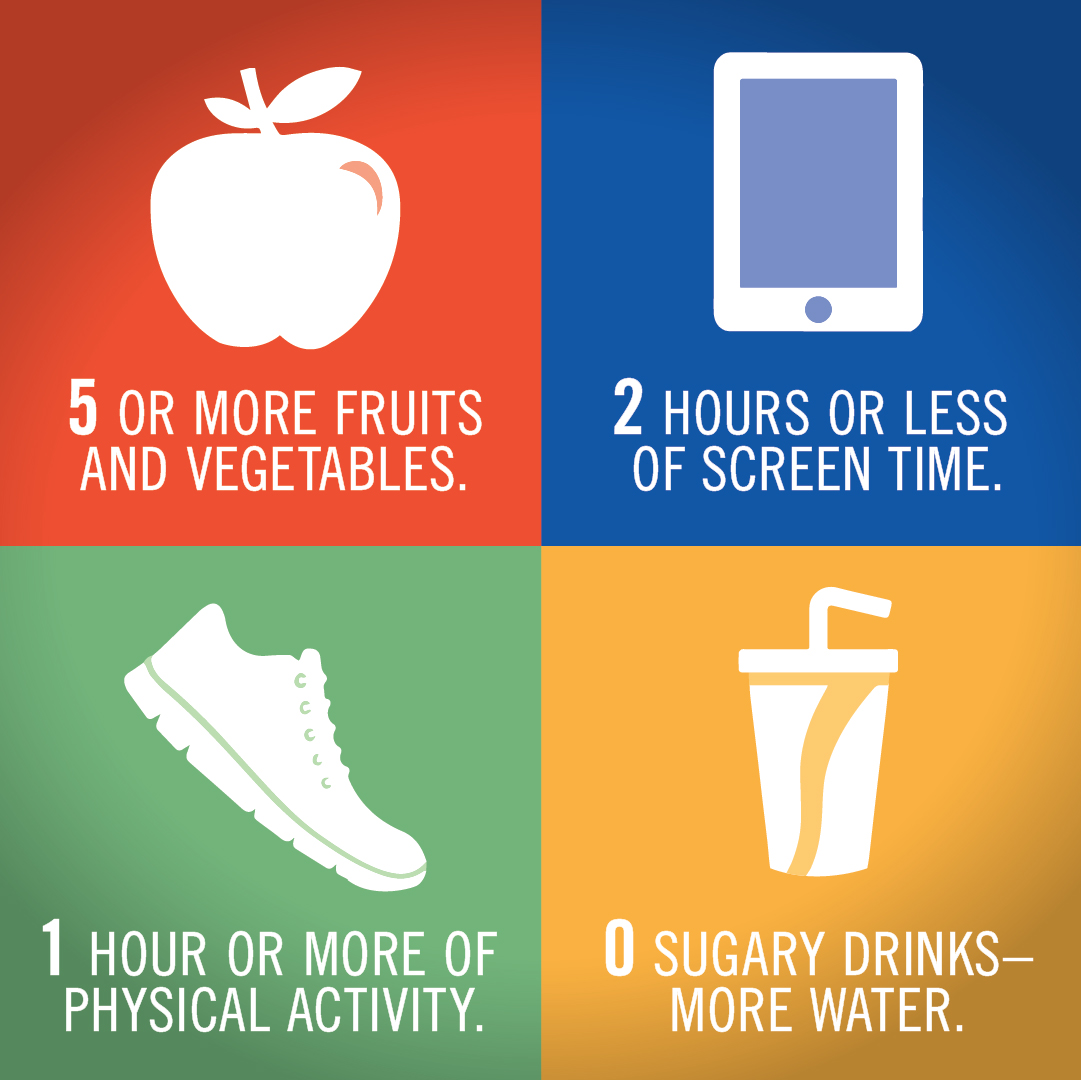 5 OR MORE FRUITS
AND VEGETABLES.
2 HOURS OR LESS
OF SCREEN TIME.
1 HOUR OR MORE OF
PHYSICAL ACTIVITY.
0 SUGARY DRINKS—
MORE WATER.